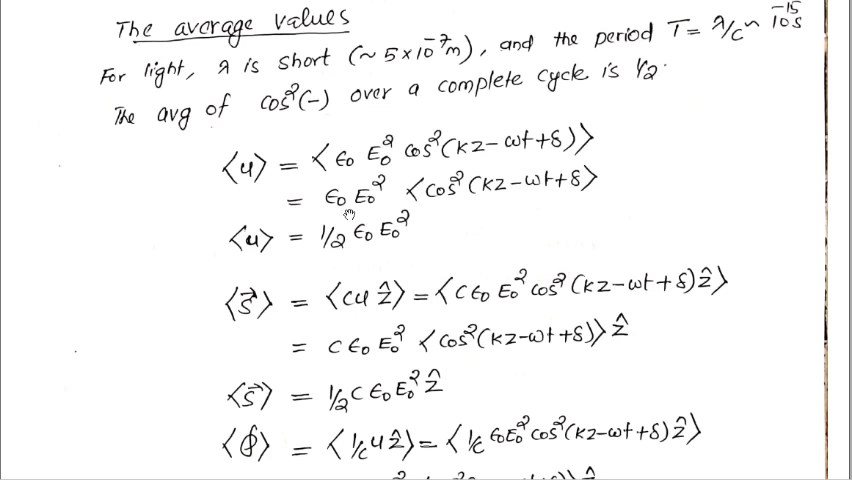 The average values
For light, λ is short (~ 5×10⁻⁷m), and the period T = λ/c ~ 10⁻¹⁵s
The avg of cos²(–) over a complete cycle is 1/2.
⟨u⟩ = ⟨ϵ₀ E₀² cos²(kz–ωt+δ)⟩
= ϵ₀ E₀² ⟨cos²(kz–ωt+δ⟩
⟨u⟩ = 1/2 ϵ₀ E₀²
⟨S⃗⟩ = ⟨cu ẑ⟩ = ⟨c ϵ₀ E₀² cos²(kz–ωt+δ) ẑ⟩
= c ϵ₀ E₀² ⟨cos²(kz–ωt+δ)⟩ ẑ
⟨S⃗⟩ = 1/2 c ϵ₀ E₀² ẑ
⟨℘⟩ = ⟨1/c u ẑ⟩ = ⟨1/c ϵ₀ E₀² cos²(kz–ωt+δ) ẑ⟩